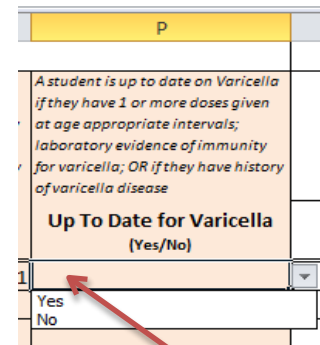 P
A student is up to date on Varicella
if they have 1 or more doses given
at age appropriate intervals;
laboratory evidence of immunity
for varicella; OR if they have history
of varicella disease
Up To Date for Varicella
(Yes/No)
1
Yes
No